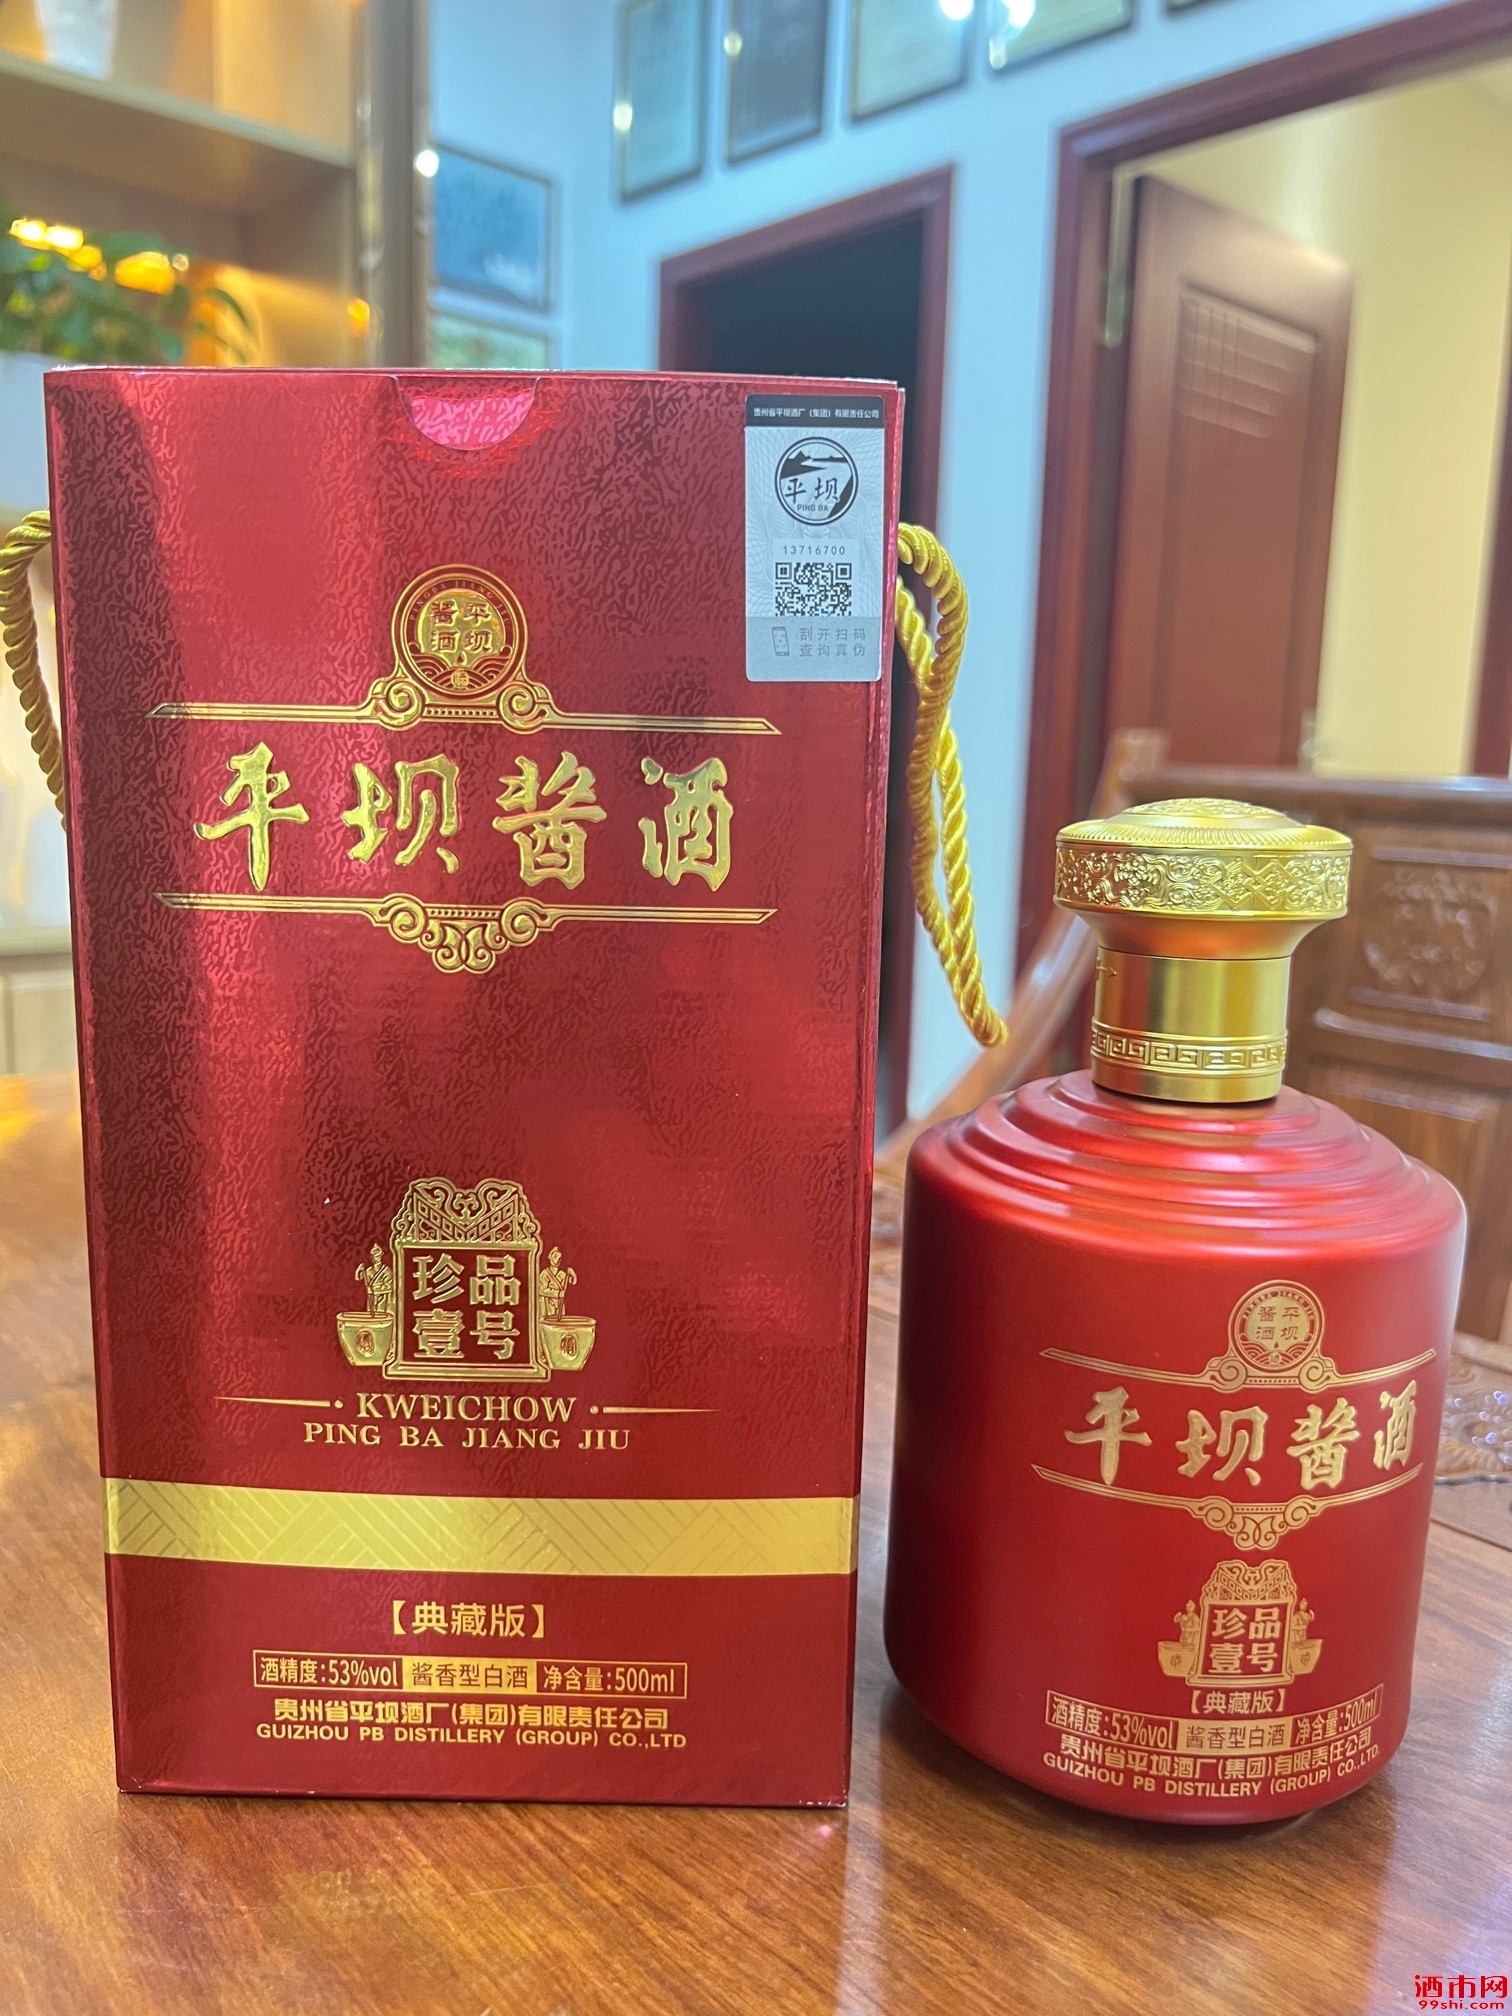 贵州省平坝酒厂（集团）有限责任公司
平坝
PING BA
13716700
刮开扫码
查询真伪
PINGBA JIANG JIU
酱平
酒坝
平坝酱酒
珍品
壹号
KWEICHOW
PING BA JIANG JIU
【典藏版】
酒精度:53%vol 酱香型白酒 净含量:500ml
贵州省平坝酒厂(集团)有限责任公司
GUIZHOU PB DISTILLERY (GROUP) CO.,LTD
PINGBA JIANG JIU
酱平
酒坝
平坝酱酒
珍品
壹号
【典藏版】
酒精度:53%vol 酱香型白酒 净含量:500ml
贵州省平坝酒厂(集团)有限责任公司
GUIZHOU PB DISTILLERY (GROUP) CO.,LTD
酒市网
99shi.com